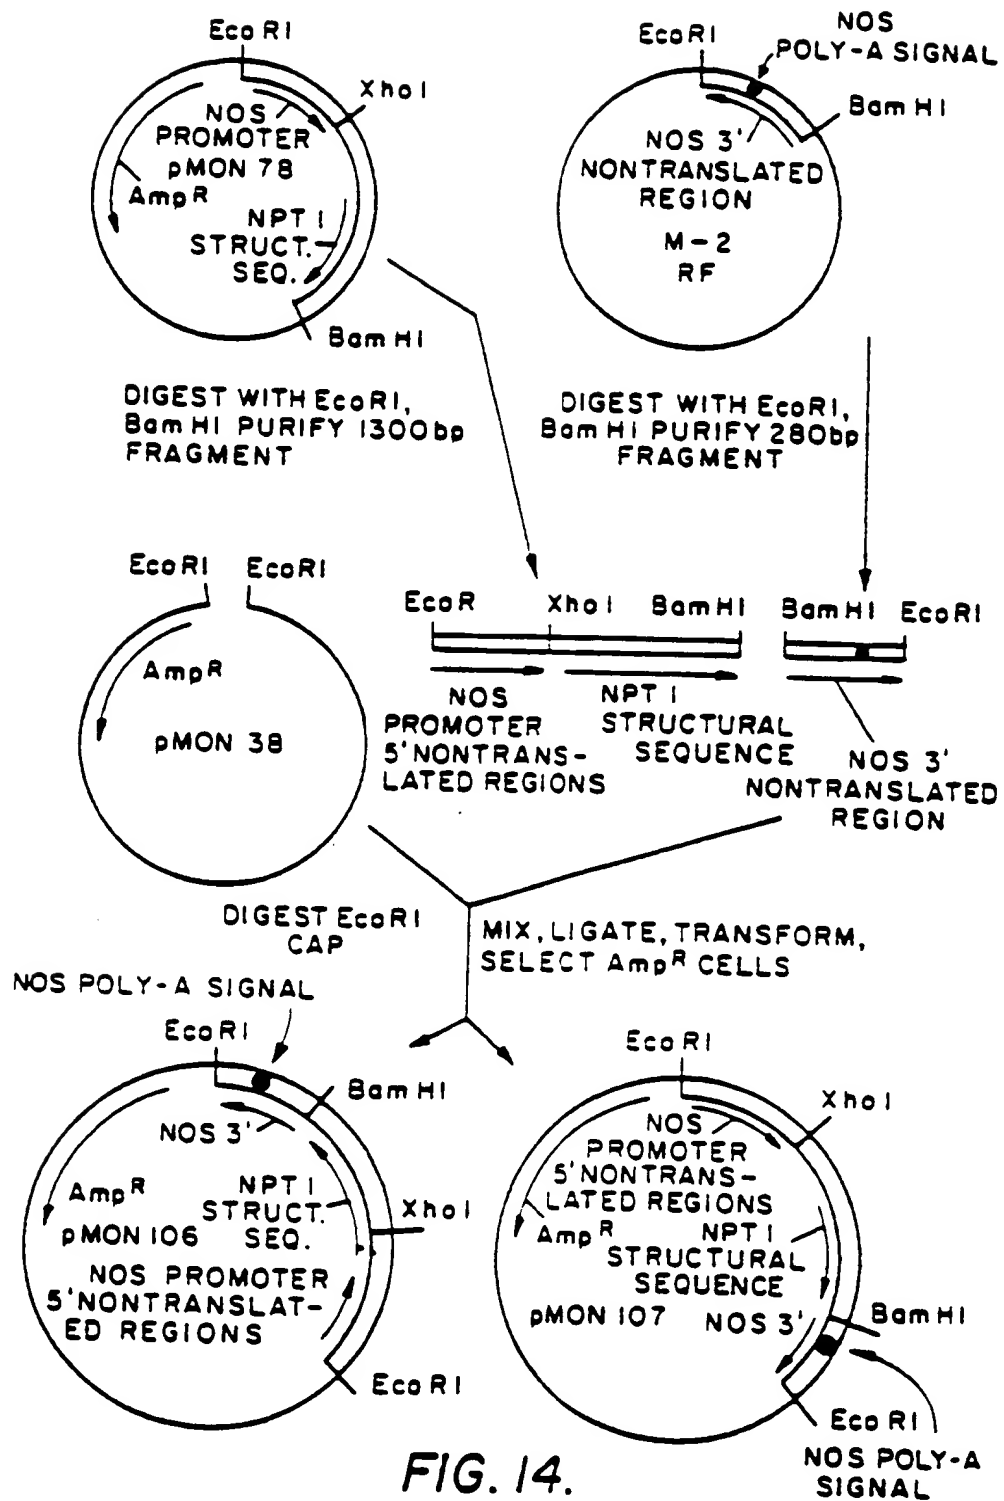 EcoRI
XhoI
NOS
PROMOTER
pMON 78
AmpR
NPT I
STRUCT.
SEQ.
BamHI
NOS
POLY-A SIGNAL
EcoRI
BamHI
NOS 3'
NONTRANSLATED
REGION
M-2
RF
DIGEST WITH EcoRI,
BamHI PURIFY 1300bp
FRAGMENT
DIGEST WITH EcoRI,
BamHI PURIFY 280bp
FRAGMENT
EcoRI EcoRI
AmpR
pMON 38
EcoR XhoI BamHI
NOS
PROMOTER
5'NONTRANS-
LATED REGIONS
NPT I
STRUCTURAL
SEQUENCE
BamHI EcoRI
NOS 3'
NONTRANSLATED
REGION
DIGEST EcoRI
CAP
MIX, LIGATE, TRANSFORM,
SELECT AmpR CELLS
NOS POLY-A SIGNAL
EcoRI
BamHI
NOS 3'
AmpR
pMON 106
NPT I
STRUCT.
SEQ.
XhoI
NOS PROMOTER
5'NONTRANSLAT-
ED REGIONS
EcoRI
EcoRI
XhoI
NOS
PROMOTER
5'NONTRANS-
LATED REGIONS
AmpR
NPT I
STRUCTURAL
SEQUENCE
pMON 107
NOS 3'
BamHI
EcoRI
NOS POLY-A
SIGNAL
FIG. 14.